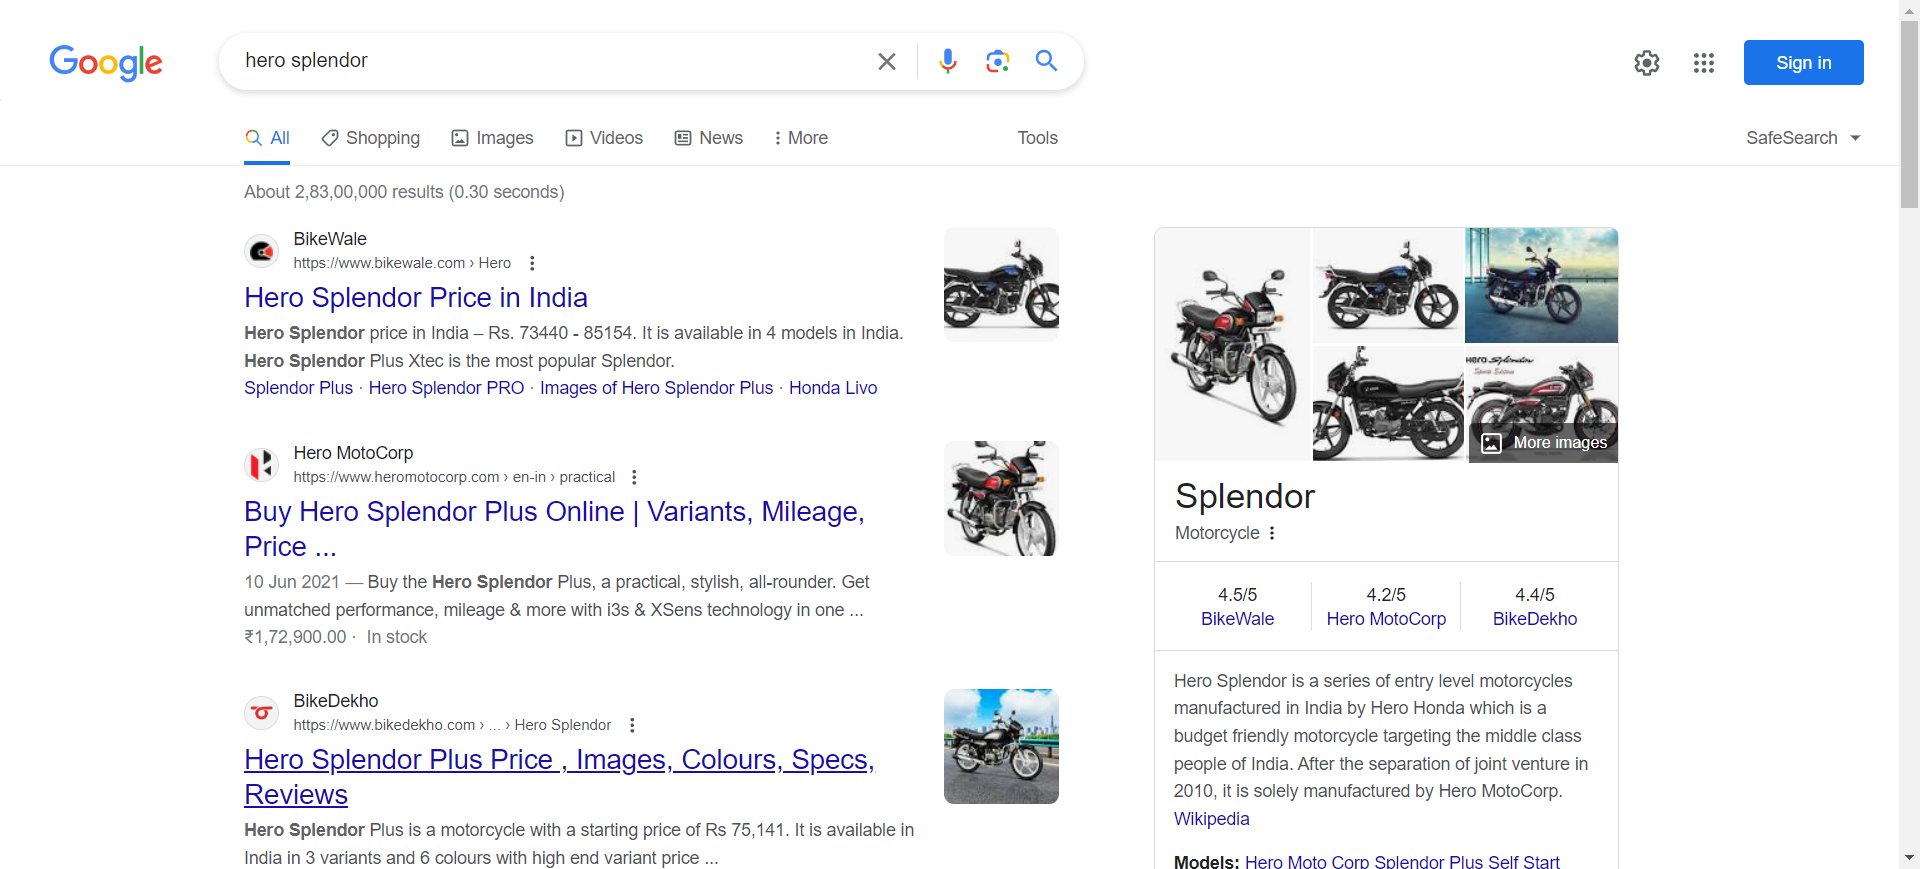 Google
hero splendor
Sign in
All
Shopping
Images
Videos
News
More
Tools
SafeSearch
About 2,83,00,000 results (0.30 seconds)
BikeWale
https://www.bikewale.com › Hero
Hero Splendor Price in India
Hero Splendor price in India – Rs. 73440 - 85154. It is available in 4 models in India.
Hero Splendor Plus Xtec is the most popular Splendor.
Splendor Plus · Hero Splendor PRO · Images of Hero Splendor Plus · Honda Livo
Hero MotoCorp
https://www.heromotocorp.com › en-in › practical
Buy Hero Splendor Plus Online | Variants, Mileage,
Price ...
10 Jun 2021 — Buy the Hero Splendor Plus, a practical, stylish, all-rounder. Get
unmatched performance, mileage & more with i3s & XSens technology in one ...
₹1,72,900.00 · In stock
BikeDekho
https://www.bikedekho.com › ... › Hero Splendor
Hero Splendor Plus Price , Images, Colours, Specs,
Reviews
Hero Splendor Plus is a motorcycle with a starting price of Rs 75,141. It is available in
India in 3 variants and 6 colours with high end variant price ...
Hero Splendor
Sports Edition
More images
Splendor
Motorcycle
4.5/5
BikeWale
4.2/5
Hero MotoCorp
4.4/5
BikeDekho
Hero Splendor is a series of entry level motorcycles
manufactured in India by Hero Honda which is a
budget friendly motorcycle targeting the middle class
people of India. After the separation of joint venture in
2010, it is solely manufactured by Hero MotoCorp.
Wikipedia
Models: Hero Moto Corp Splendor Plus Self Start